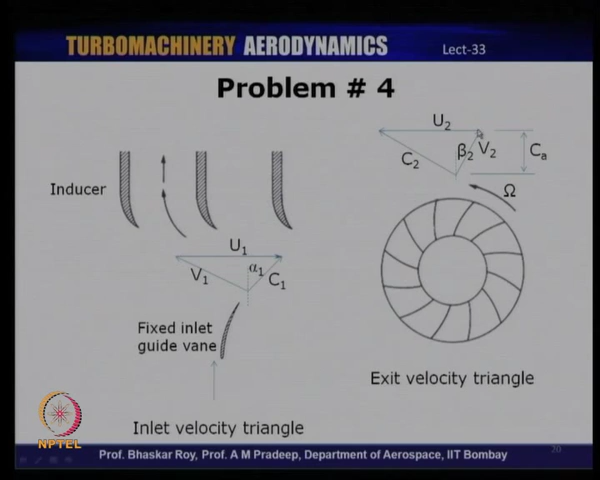 TURBOMACHINERY AERODYNAMICS
Lect-33
Problem # 4
Inducer
U1
V1
α1
C1
Fixed inlet
guide vane
Inlet velocity triangle
U2
C2
β2
V2
Ca
Ω
Exit velocity triangle
NPTEL
Prof. Bhaskar Roy, Prof. A M Pradeep, Department of Aerospace, IIT Bombay
20